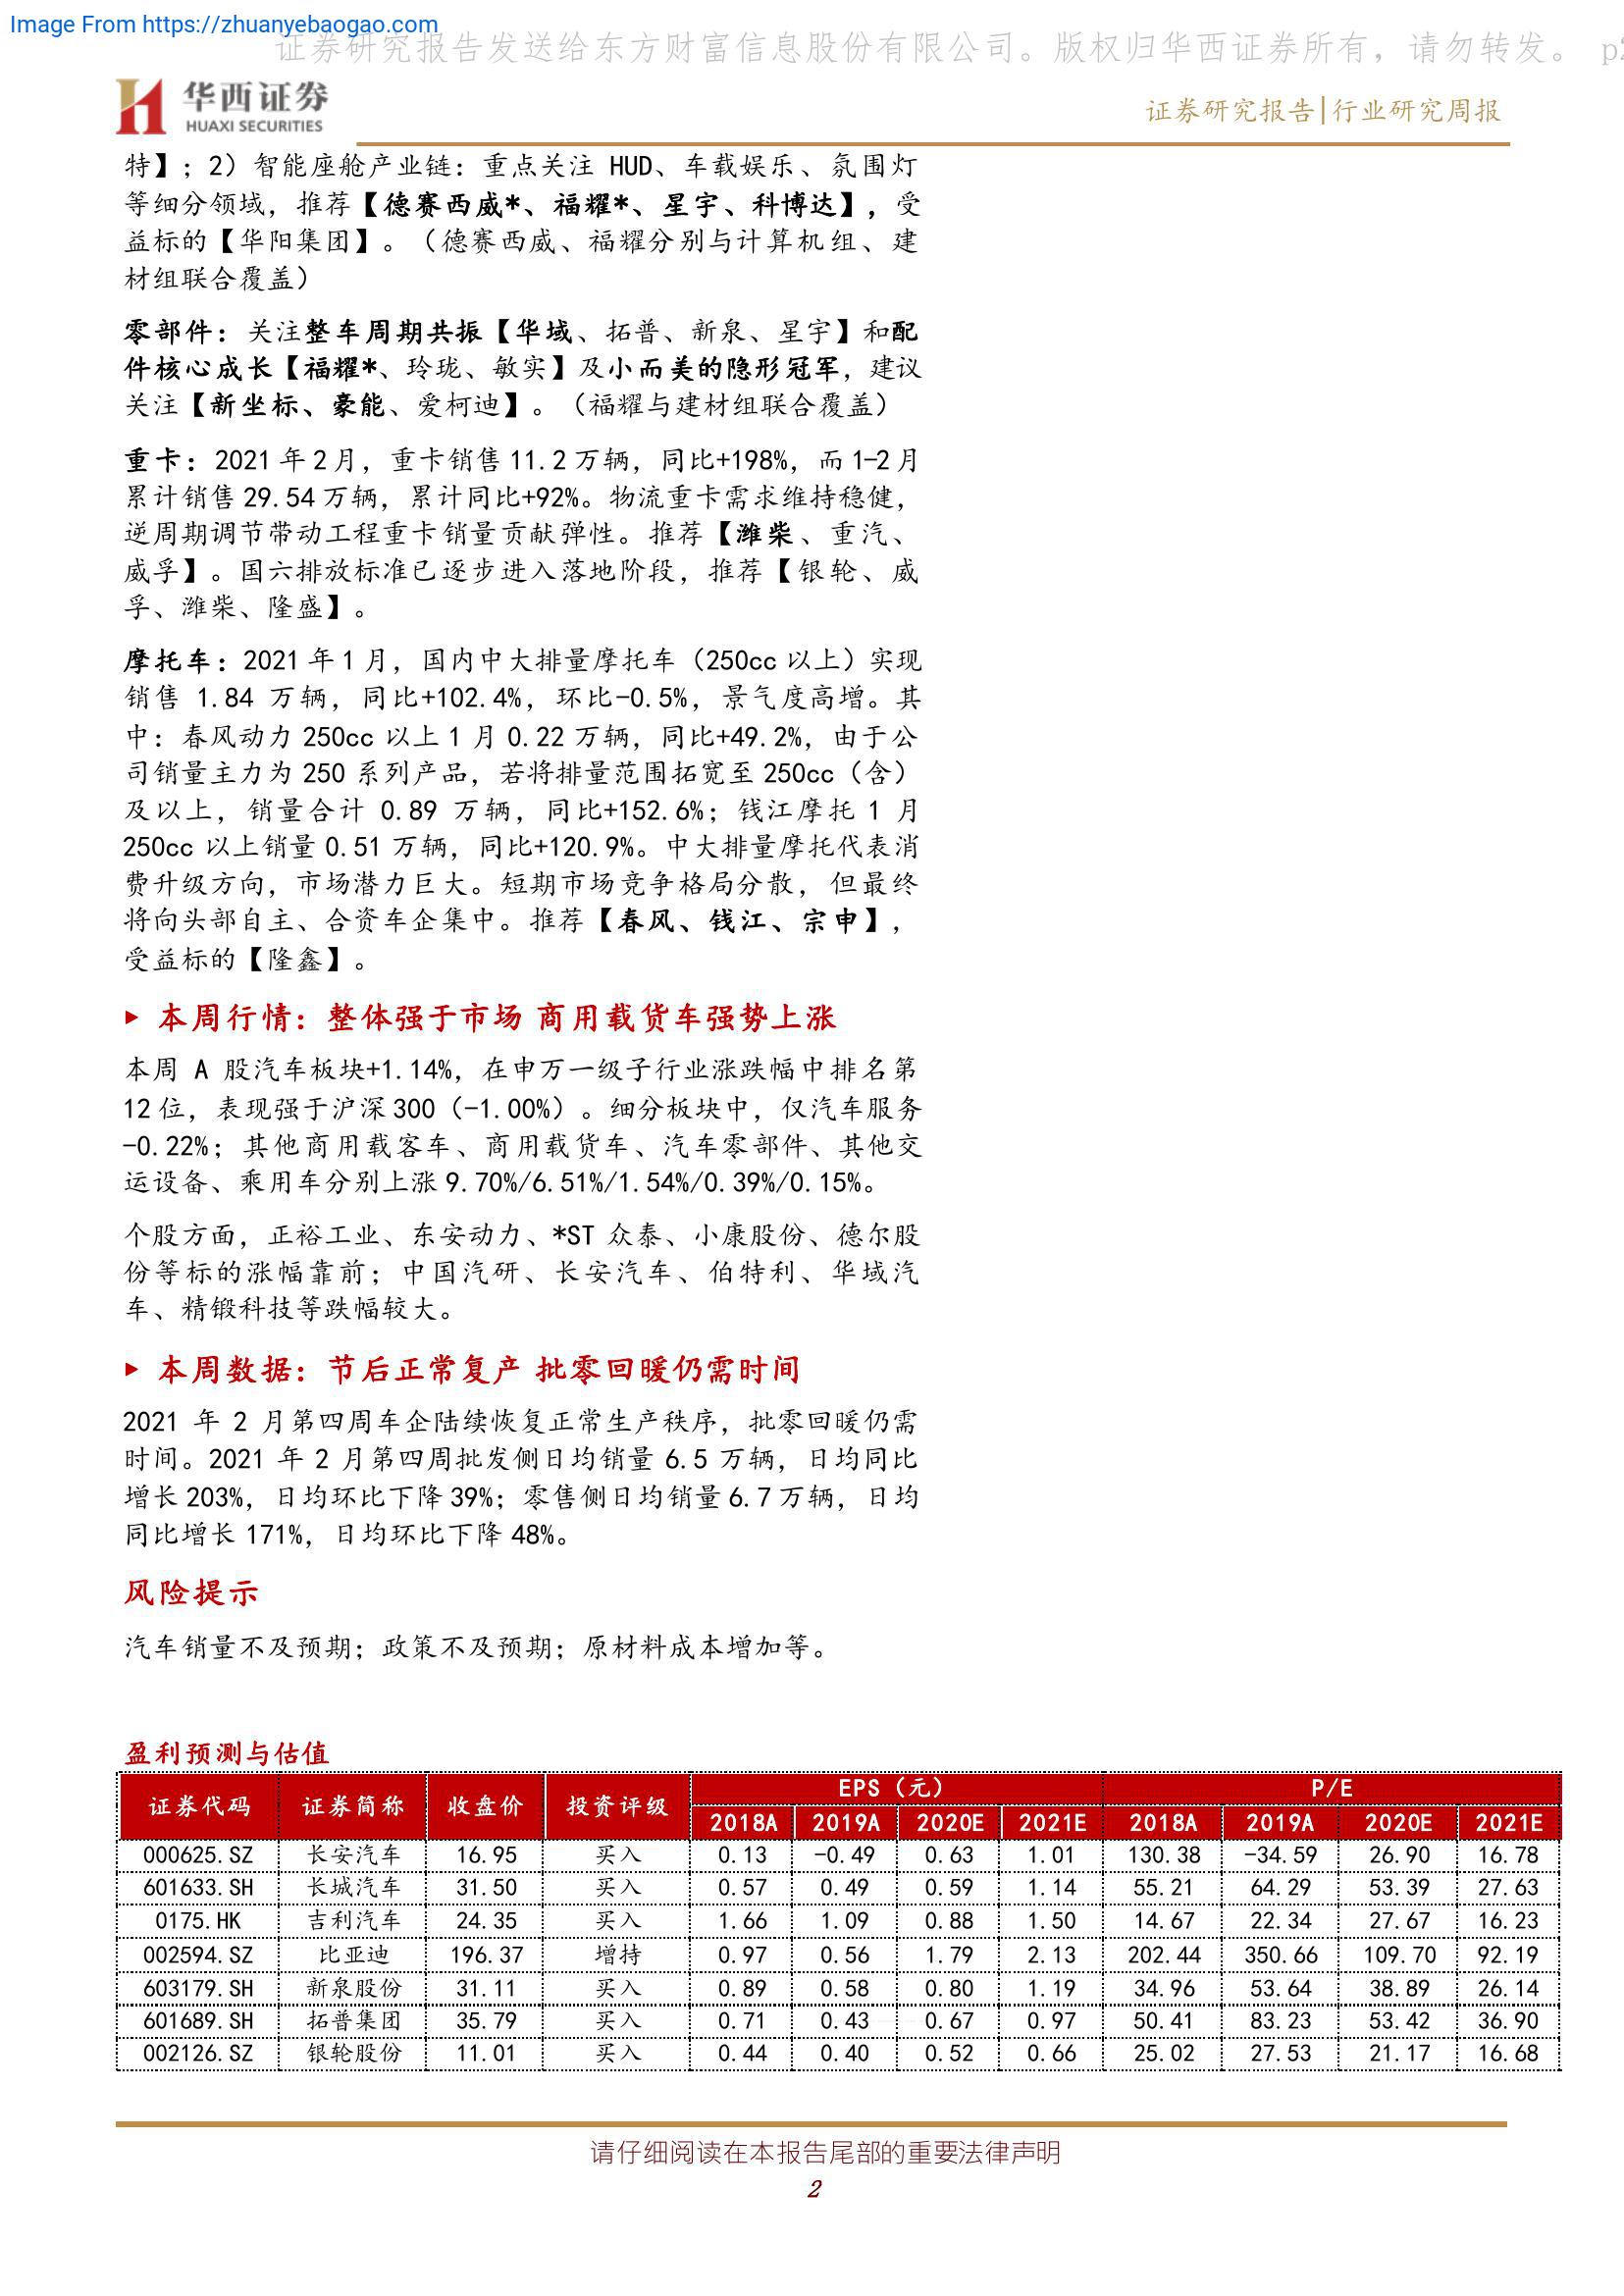 Image From https://zhuanyebaogao.com
证券研究报告发送给东方财富信息股份有限公司。版权归华西证券所有，请勿转发。 p2
华西证券
HUAXI SECURITIES
证券研究报告|行业研究周报
特】；2）智能座舱产业链：重点关注 HUD、车载娱乐、氛围灯
等细分领域，推荐【德赛西威*、福耀*、星宇、科博达】，受
益标的【华阳集团】。（德赛西威、福耀分别与计算机组、建
材组联合覆盖）
零部件：关注整车周期共振【华域、拓普、新泉、星宇】和配
件核心成长【福耀*、玲珑、敏实】及小而美的隐形冠军，建议
关注【新坐标、豪能、爱柯迪】。（福耀与建材组联合覆盖）
重卡：2021 年 2 月，重卡销售 11.2 万辆，同比+198%，而 1-2 月
累计销售 29.54 万辆，累计同比+92%。物流重卡需求维持稳健，
逆周期调节带动工程重卡销量贡献弹性。推荐【潍柴、重汽、
威孚】。国六排放标准已逐步进入落地阶段，推荐【银轮、威
孚、潍柴、隆盛】。
摩托车：2021 年 1 月，国内中大排量摩托车（250cc 以上）实现
销售 1.84 万辆，同比+102.4%，环比-0.5%，景气度高增。其
中：春风动力 250cc 以上 1 月 0.22 万辆，同比+49.2%，由于公
司销量主力为 250 系列产品，若将排量范围拓宽至 250cc（含）
及以上，销量合计 0.89 万辆，同比+152.6%；钱江摩托 1 月
250cc 以上销量 0.51 万辆，同比+120.9%。中大排量摩托代表消
费升级方向，市场潜力巨大。短期市场竞争格局分散，但最终
将向头部自主、合资车企集中。推荐【春风、钱江、宗申】，
受益标的【隆鑫】。
▶ 本周行情：整体强于市场 商用载货车强势上涨
本周 A 股汽车板块+1.14%，在申万一级子行业涨跌幅中排名第
12 位，表现强于沪深 300（-1.00%）。细分板块中，仅汽车服务
-0.22%；其他商用载客车、商用载货车、汽车零部件、其他交
运设备、乘用车分别上涨 9.70%/6.51%/1.54%/0.39%/0.15%。
个股方面，正裕工业、东安动力、*ST 众泰、小康股份、德尔股
份等标的涨幅靠前；中国汽研、长安汽车、伯特利、华域汽
车、精锻科技等跌幅较大。
▶ 本周数据：节后正常复产 批零回暖仍需时间
2021 年 2 月第四周车企陆续恢复正常生产秩序，批零回暖仍需
时间。2021 年 2 月第四周批发侧日均销量 6.5 万辆，日均同比
增长 203%，日均环比下降 39%；零售侧日均销量 6.7 万辆，日均
同比增长 171%，日均环比下降 48%。
风险提示
汽车销量不及预期；政策不及预期；原材料成本增加等。
盈利预测与估值
证券代码 证券简称 收盘价 投资评级 EPS（元） P/E
2018A 2019A 2020E 2021E 2018A 2019A 2020E 2021E
000625.SZ 长安汽车 16.95 买入 0.13 -0.49 0.63 1.01 130.38 -34.59 26.90 16.78
601633.SH 长城汽车 31.50 买入 0.57 0.49 0.59 1.14 55.21 64.29 53.39 27.63
0175.HK 吉利汽车 24.35 买入 1.66 1.09 0.88 1.50 14.67 22.34 27.67 16.23
002594.SZ 比亚迪 196.37 增持 0.97 0.56 1.79 2.13 202.44 350.66 109.70 92.19
603179.SH 新泉股份 31.11 买入 0.89 0.58 0.80 1.19 34.96 53.64 38.89 26.14
601689.SH 拓普集团 35.79 买入 0.71 0.43 0.67 0.97 50.41 83.23 53.42 36.90
002126.SZ 银轮股份 11.01 买入 0.44 0.40 0.52 0.66 25.02 27.53 21.17 16.68
请仔细阅读在本报告尾部的重要法律声明
2